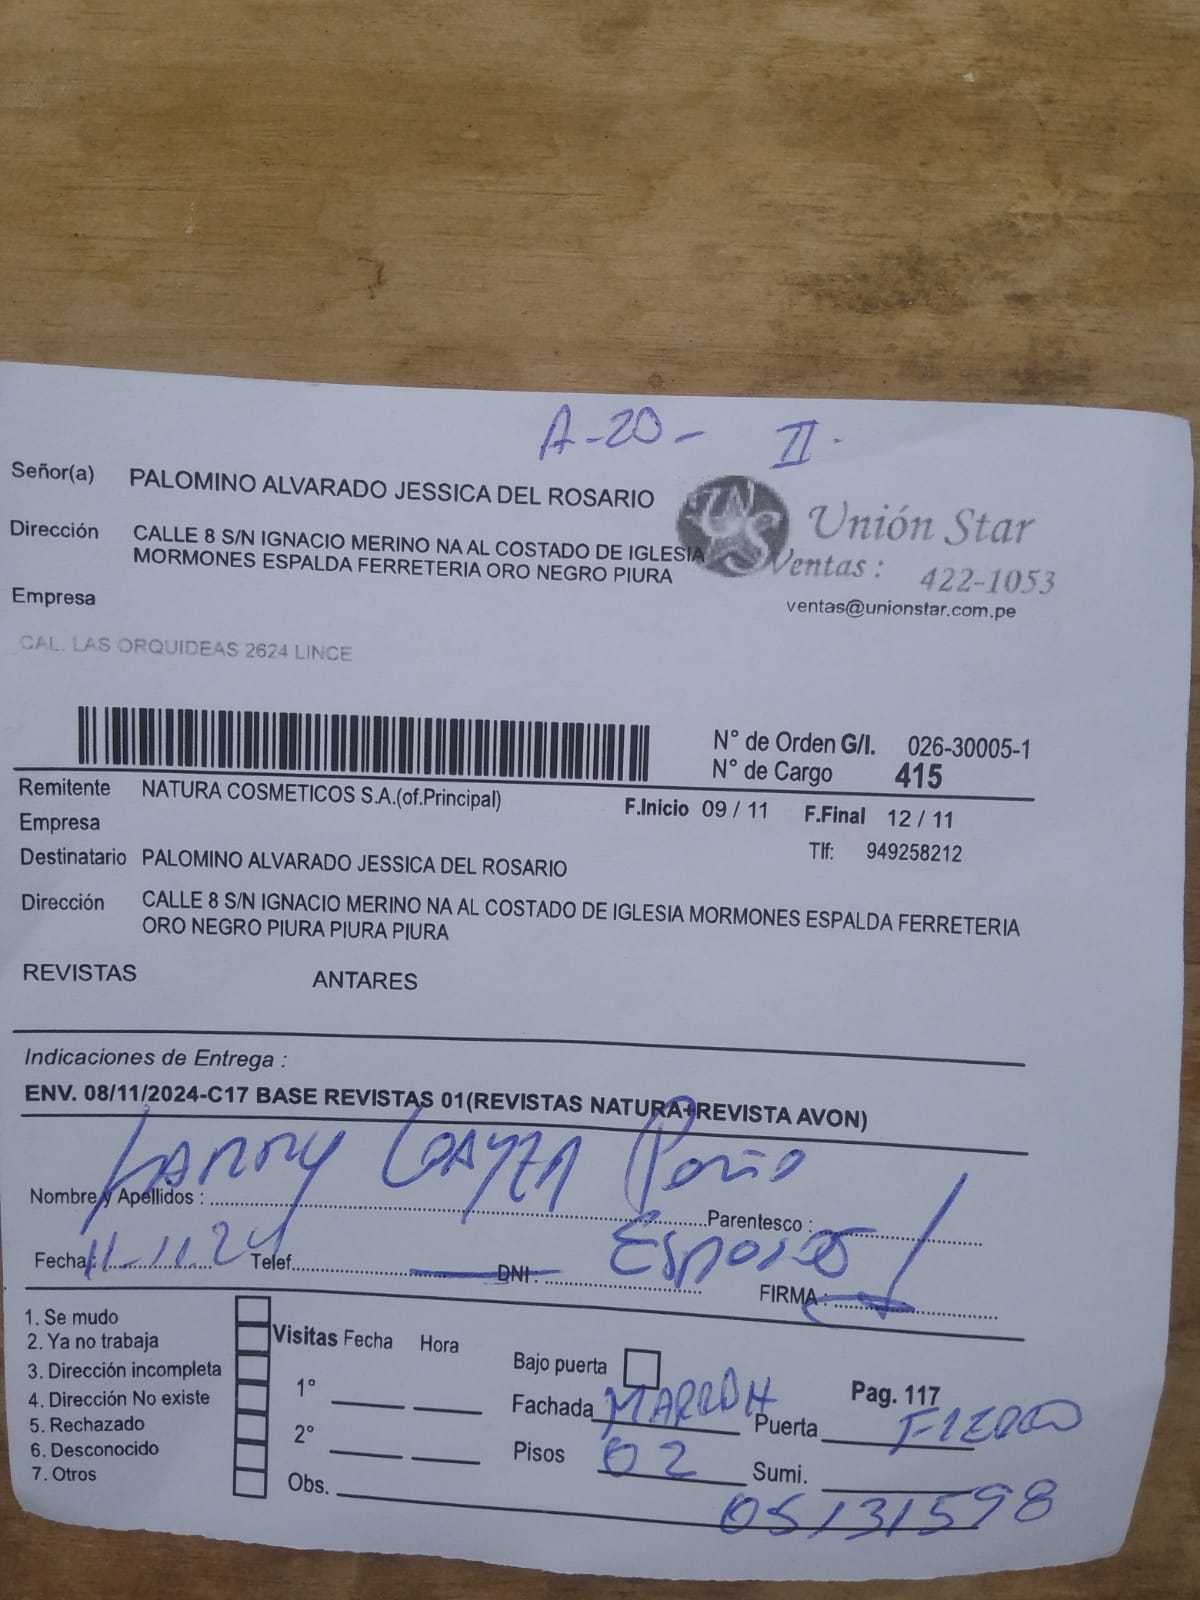 A-20- II.
Señor(a) PALOMINO ALVARADO JESSICA DEL ROSARIO
Unión Star
Dirección CALLE 8 S/N IGNACIO MERINO NA AL COSTADO DE IGLESIA
MORMONES ESPALDA FERRETERIA ORO NEGRO PIURA
Ventas : 422-1053
ventas@unionstar.com.pe
Empresa
CAL. LAS ORQUIDEAS 2624 LINCE
N° de Orden G/I. 026-30005-1
N° de Cargo 415
Remitente NATURA COSMETICOS S.A.(of.Principal)
F.Inicio 09 / 11 F.Final 12 / 11
Empresa
Tlf: 949258212
Destinatario PALOMINO ALVARADO JESSICA DEL ROSARIO
Dirección CALLE 8 S/N IGNACIO MERINO NA AL COSTADO DE IGLESIA MORMONES ESPALDA FERRETERIA
ORO NEGRO PIURA PIURA PIURA
REVISTAS ANTARES
Indicaciones de Entrega :
ENV. 08/11/2024-C17 BASE REVISTAS 01(REVISTAS NATURA+REVISTA AVON)
Nombre y Apellidos : Parentesco :
Esposo
Fecha: 11-11.24 Telef. DNI : FIRMA :
1. Se mudo
2. Ya no trabaja
3. Dirección incompleta
4. Dirección No existe
5. Rechazado
6. Desconocido
7. Otros
Visitas Fecha Hora
1°
2°
Obs.
Bajo puerta
Pag. 117
Fachada MARRON Puerta FIERRO
Pisos 02 Sumi.
05131598